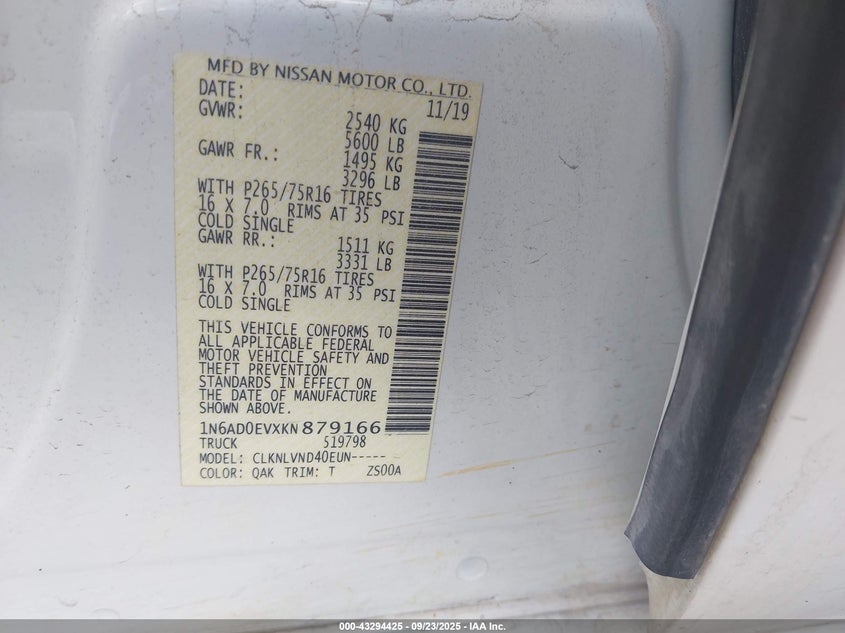 MFD BY NISSAN MOTOR CO., LTD.
DATE: 11/19
GVWR: 2540 KG
5600 LB
GAWR FR.: 1495 KG
3296 LB
WITH P265/75R16 TIRES
16 X 7.0 RIMS AT 35 PSI
COLD SINGLE
GAWR RR.: 1511 KG
3331 LB
WITH P265/75R16 TIRES
16 X 7.0 RIMS AT 35 PSI
COLD SINGLE
THIS VEHICLE CONFORMS TO
ALL APPLICABLE FEDERAL
MOTOR VEHICLE SAFETY AND
THEFT PREVENTION
STANDARDS IN EFFECT ON
THE DATE OF MANUFACTURE
SHOWN ABOVE.
1N6AD0EVXKN879166
TRUCK 519798
MODEL: CLKNLVND40EUN-----
COLOR: QAK TRIM: T ZS00A
000-43294425 - 09/23/2025 - IAA Inc.